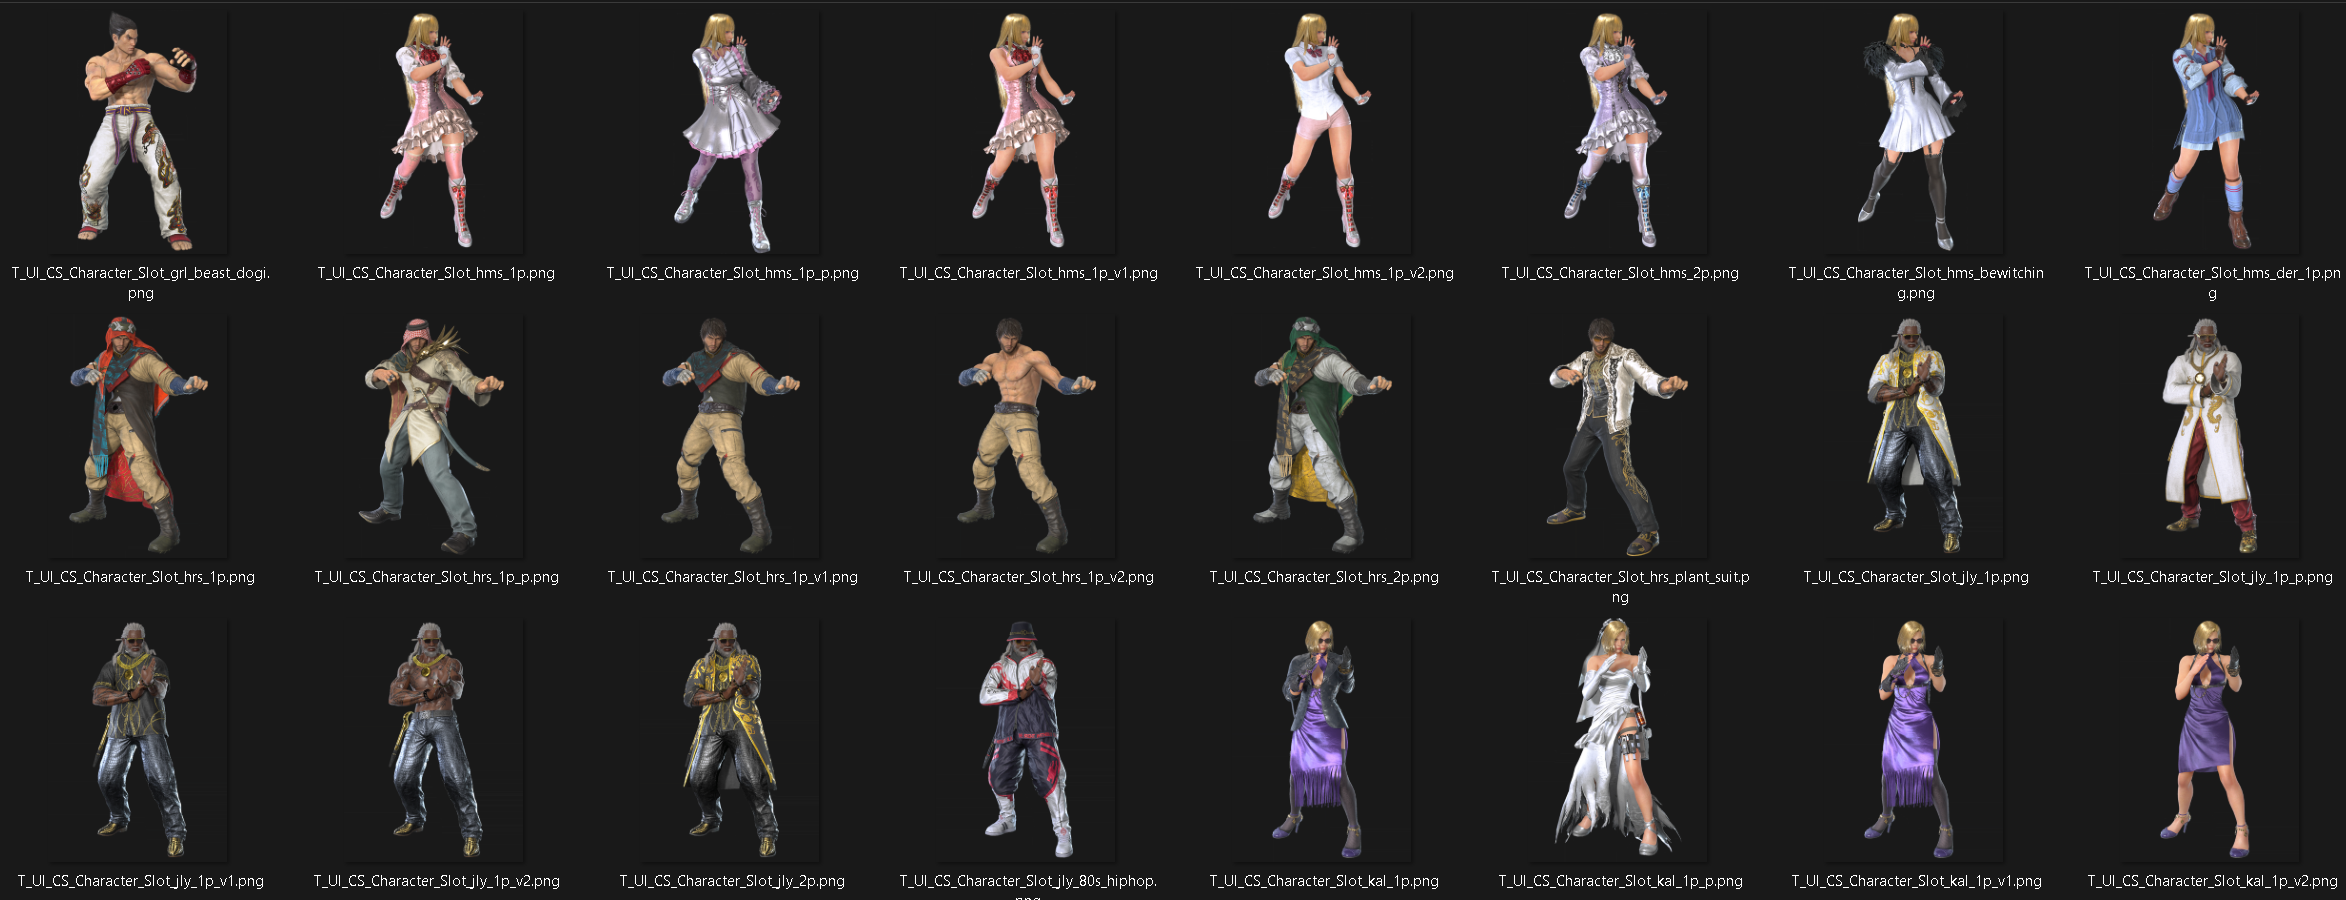 T_UI_CS_Character_Slot_grl_beast_dogi.
png
T_UI_CS_Character_Slot_hms_1p.png
T_UI_CS_Character_Slot_hms_1p_p.png
T_UI_CS_Character_Slot_hms_1p_v1.png
T_UI_CS_Character_Slot_hms_1p_v2.png
T_UI_CS_Character_Slot_hms_2p.png
T_UI_CS_Character_Slot_hms_bewitchin
g.png
T_UI_CS_Character_Slot_hms_der_1p.pn
g
T_UI_CS_Character_Slot_hrs_1p.png
T_UI_CS_Character_Slot_hrs_1p_p.png
T_UI_CS_Character_Slot_hrs_1p_v1.png
T_UI_CS_Character_Slot_hrs_1p_v2.png
T_UI_CS_Character_Slot_hrs_2p.png
T_UI_CS_Character_Slot_hrs_plant_suit.p
ng
T_UI_CS_Character_Slot_jly_1p.png
T_UI_CS_Character_Slot_jly_1p_p.png
T_UI_CS_Character_Slot_jly_1p_v1.png
T_UI_CS_Character_Slot_jly_1p_v2.png
T_UI_CS_Character_Slot_jly_2p.png
T_UI_CS_Character_Slot_jly_80s_hiphop.
png
T_UI_CS_Character_Slot_kal_1p.png
T_UI_CS_Character_Slot_kal_1p_p.png
T_UI_CS_Character_Slot_kal_1p_v1.png
T_UI_CS_Character_Slot_kal_1p_v2.png